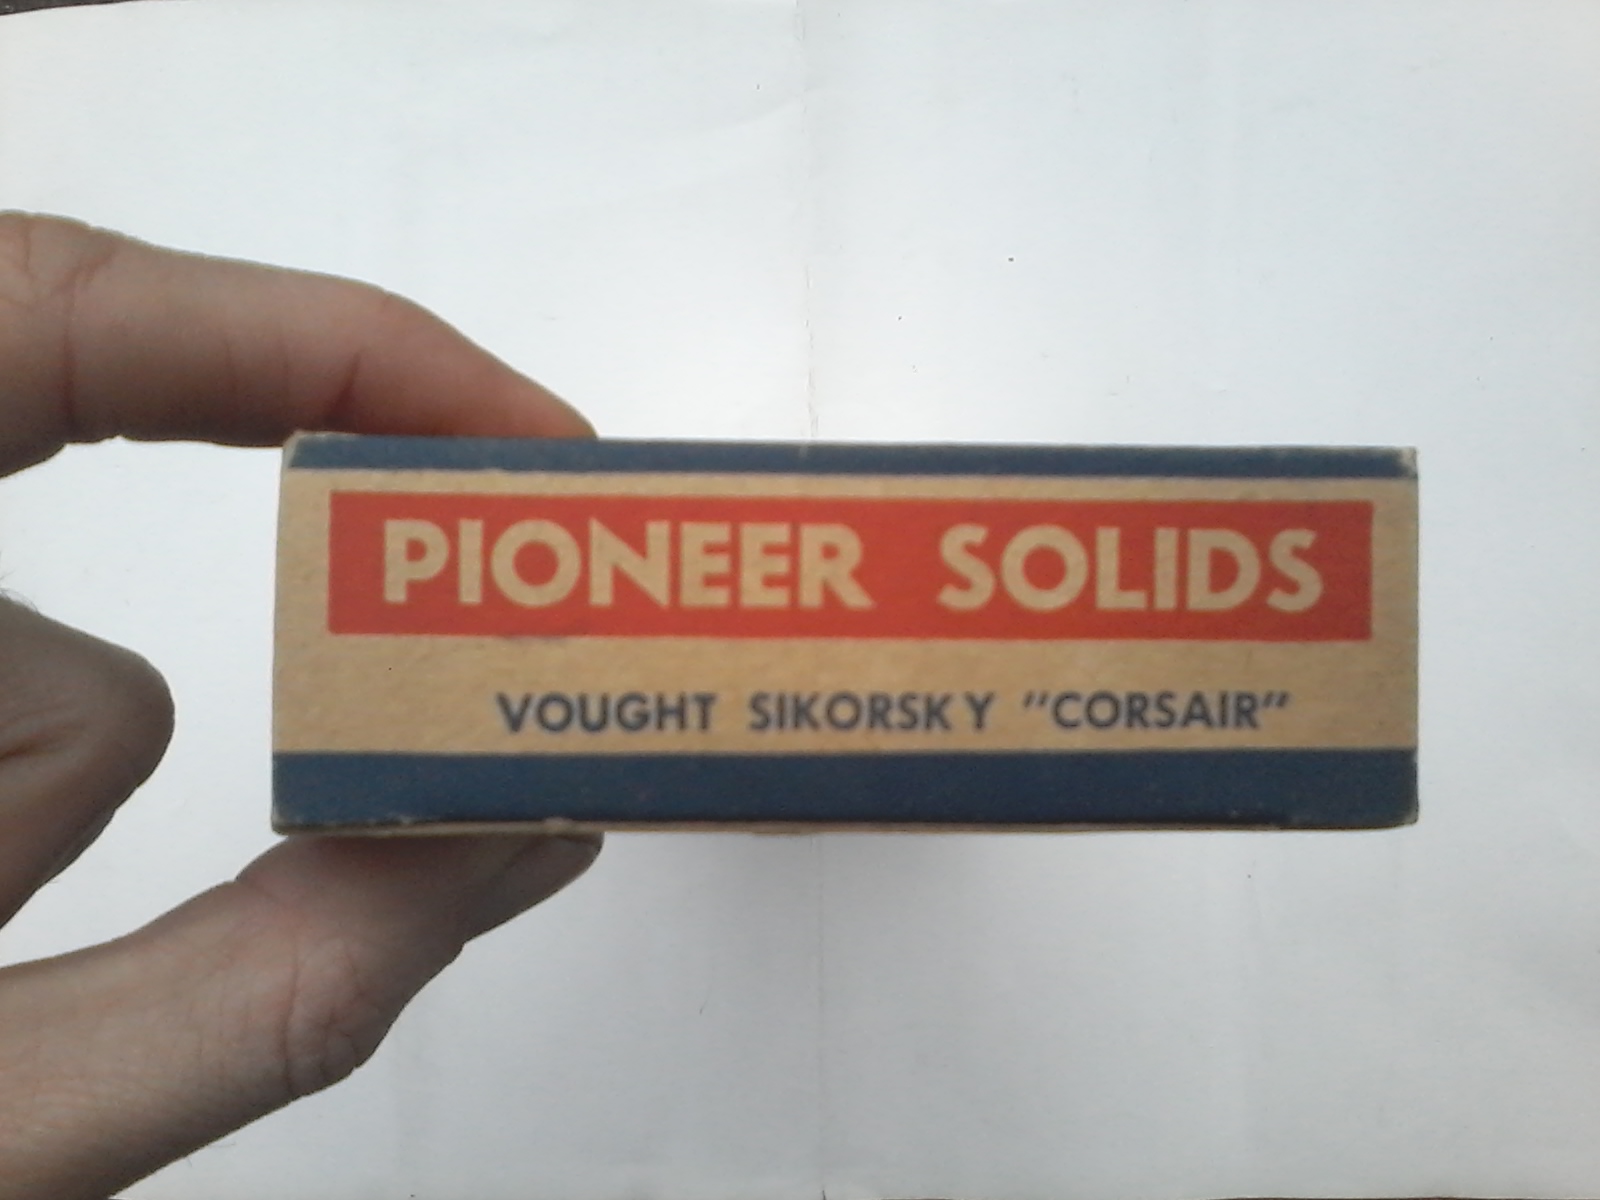 PIONEER SOLIDS
VOUGHT SIKORSKY "CORSAIR"